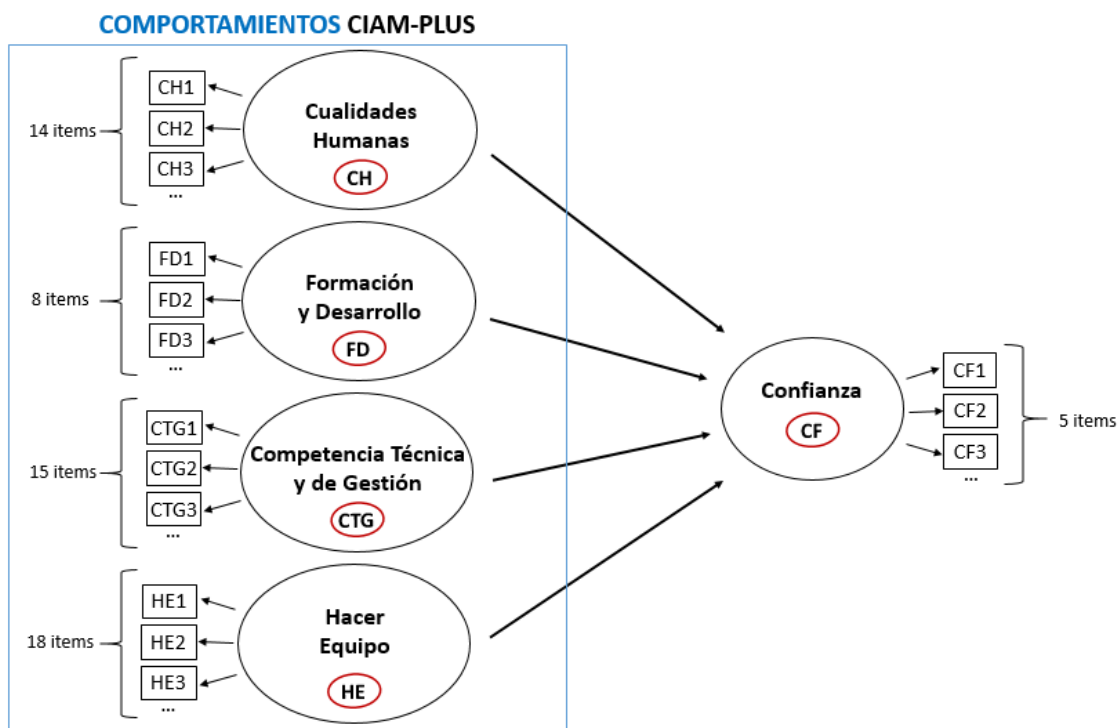 COMPORTAMIENTOS CIAM-PLUS
14 items
CH1
CH2
CH3
...
Cualidades
Humanas
CH
8 items
FD1
FD2
FD3
...
Formación
y Desarrollo
FD
15 items
CTG1
CTG2
CTG3
...
Competencia Técnica
y de Gestión
CTG
18 items
HE1
HE2
HE3
...
Hacer
Equipo
HE
Confianza
CF
CF1
CF2
CF3
...
5 items